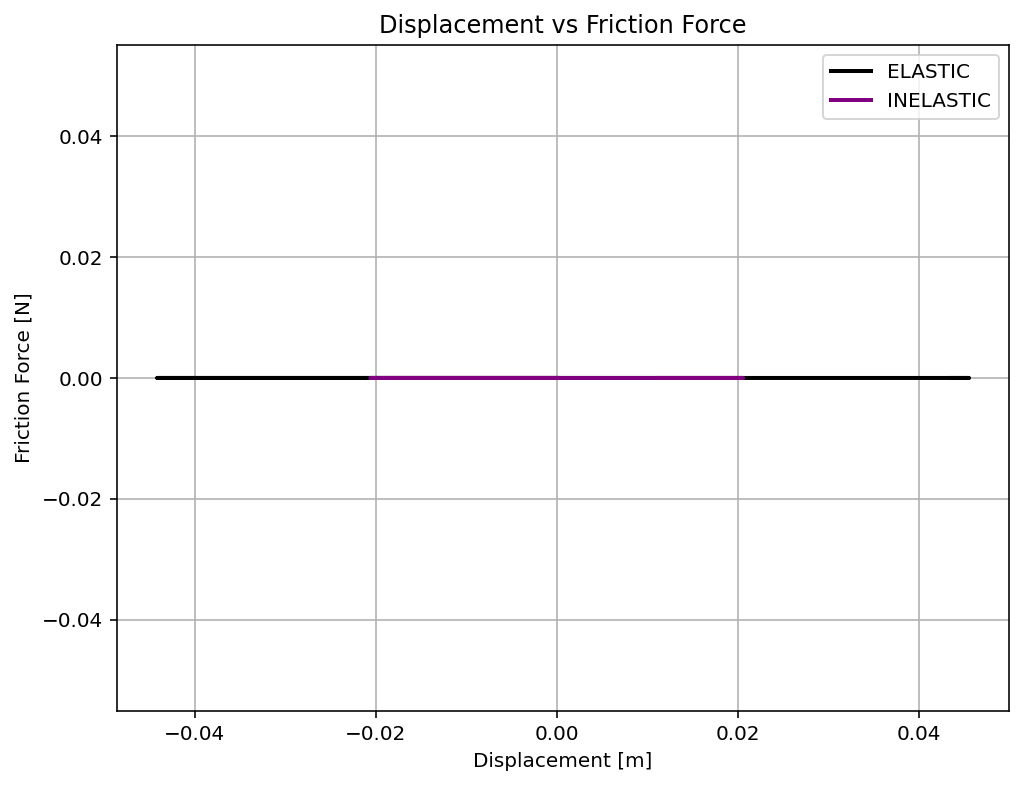 Displacement vs Friction Force
ELASTIC
INELASTIC
Friction Force [N]
0.04
0.02
0.00
−0.02
−0.04
−0.04
−0.02
0.00
0.02
0.04
Displacement [m]